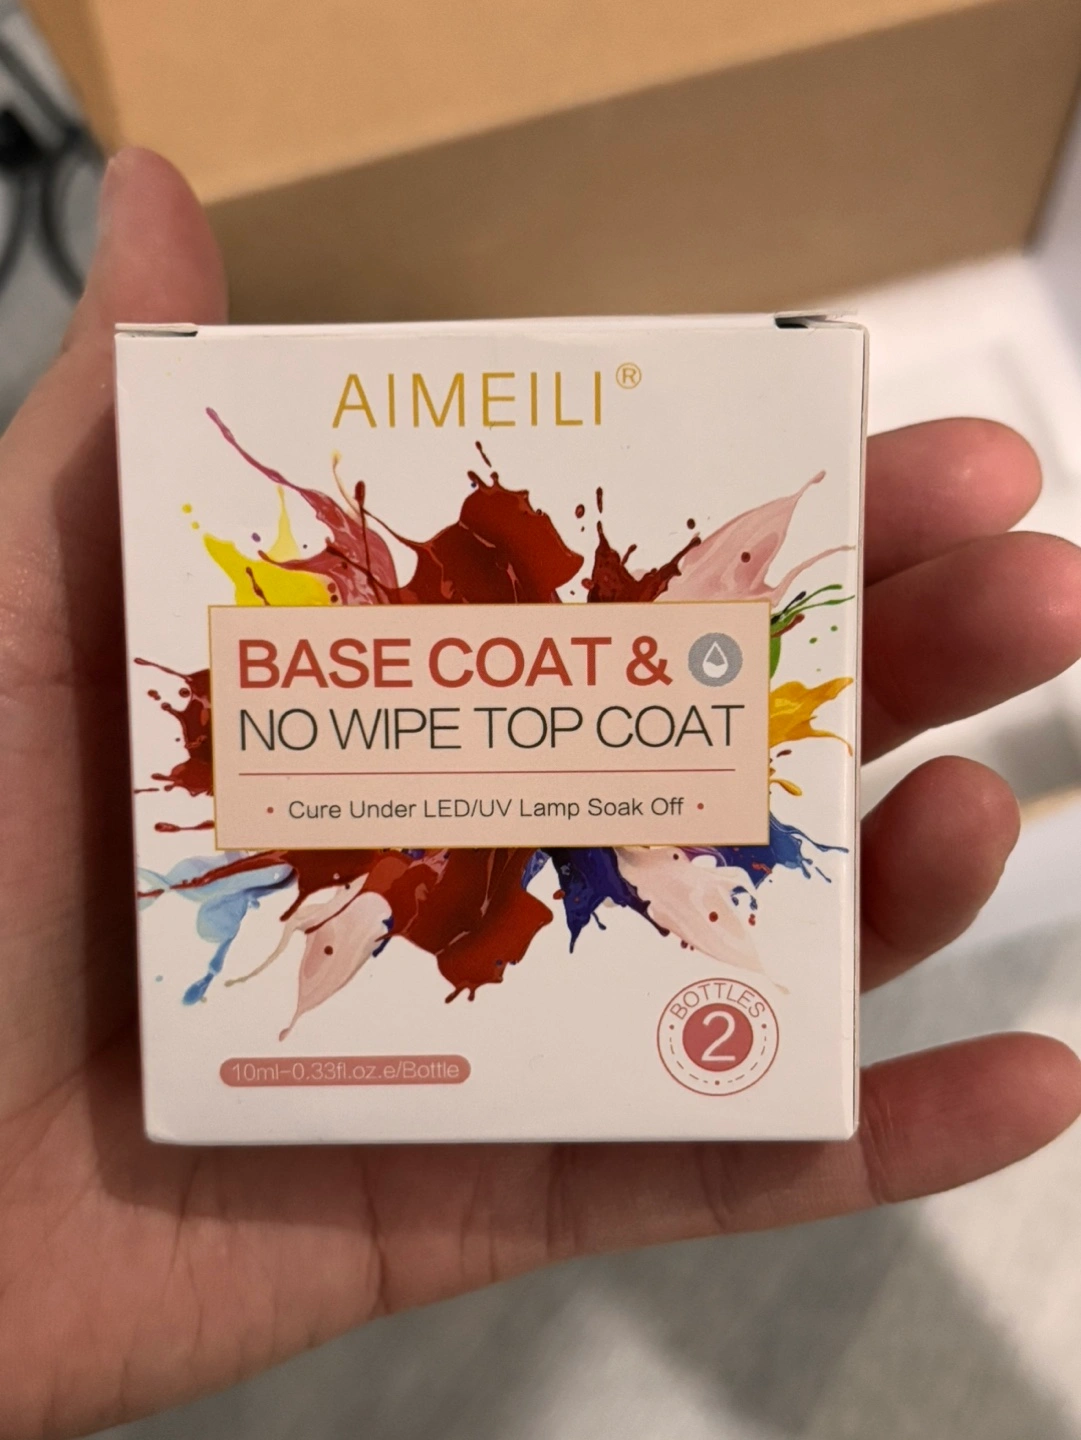 AIMEILI®
BASE COAT &
NO WIPE TOP COAT
• Cure Under LED/UV Lamp Soak Off •
BOTTLES
2
10ml-0.33fl.oz.e/Bottle